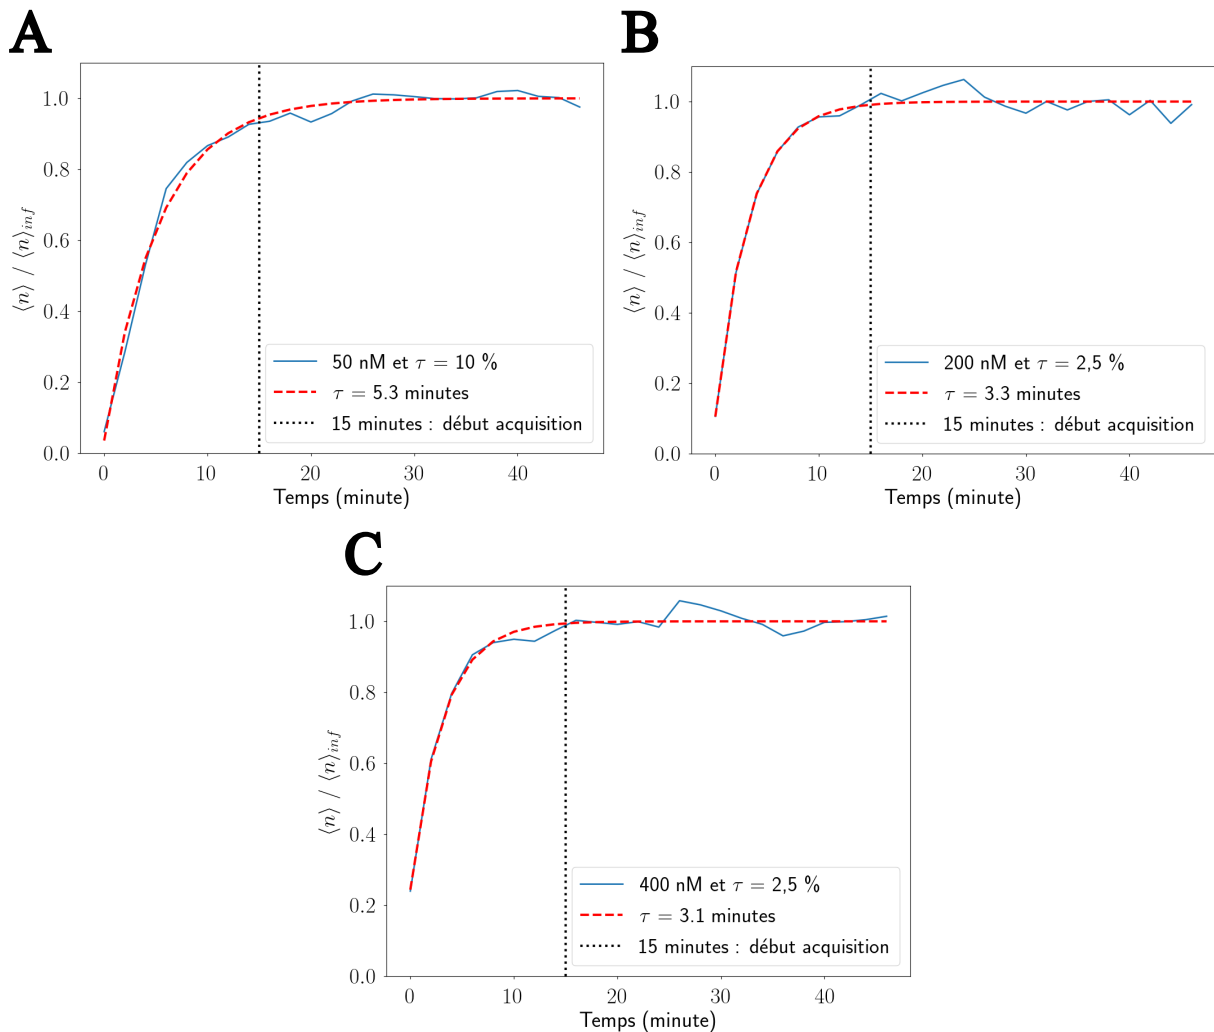 A
1.0
0.8
0.6
0.4
0.2
0.0
⟨n⟩ / ⟨n⟩inf
50 nM et τ = 10 %
τ = 5.3 minutes
15 minutes : début acquisition
0 10 20 30 40
Temps (minute)
B
1.0
0.8
0.6
0.4
0.2
0.0
⟨n⟩ / ⟨n⟩inf
200 nM et τ = 2,5 %
τ = 3.3 minutes
15 minutes : début acquisition
0 10 20 30 40
Temps (minute)
C
1.0
0.8
0.6
0.4
0.2
0.0
⟨n⟩ / ⟨n⟩inf
400 nM et τ = 2,5 %
τ = 3.1 minutes
15 minutes : début acquisition
0 10 20 30 40
Temps (minute)